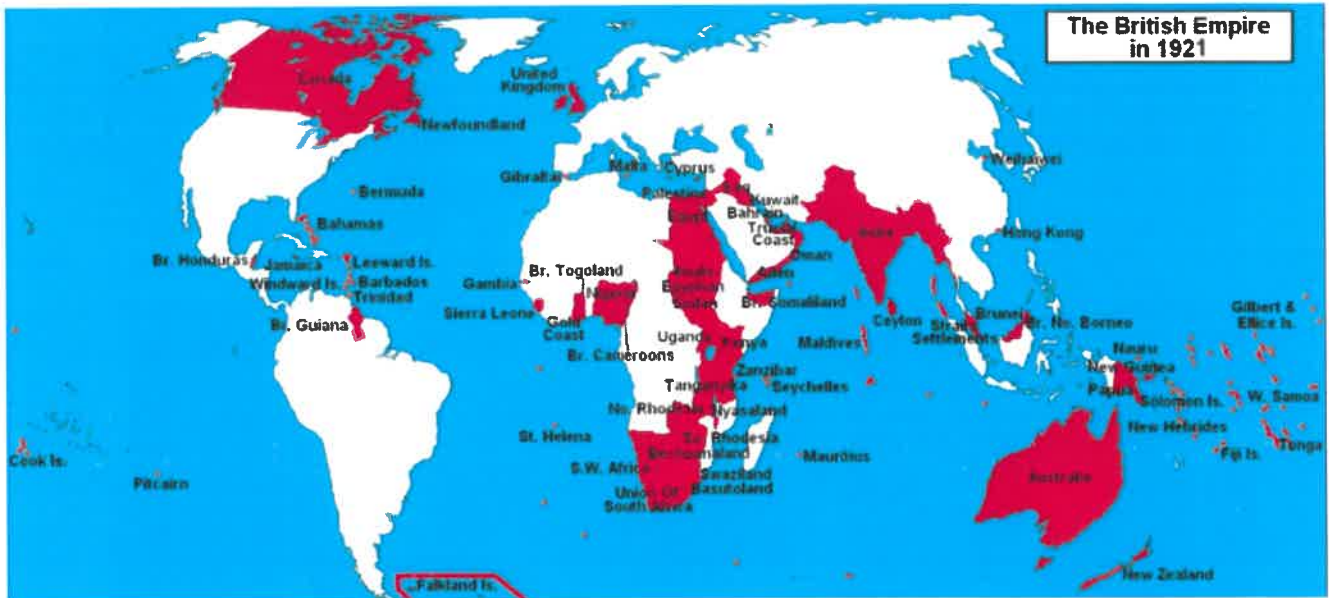 The British Empire
in 1921
Canada
United
Kingdom
Newfoundland
Weihaiwei
Gibraltar
Malta
Cyprus
Bermuda
Palestine
Iraq
Kuwait
Bahrain
Trucial
Coast
Egypt
Bahamas
India
Hong Kong
Oman
Br. Honduras
Jamaica
Leeward Is.
Windward Is.
Barbados
Trinidad
Gambia
Br. Togoland
Nigeria
Anglo
Egyptian
Sudan
Aden
Br. Somaliland
Br. Guiana
Sierra Leone
Gold
Coast
Br. Cameroons
Uganda
Kenya
Maldives
Ceylon
Straits
Settlements
Brunei
Br. No. Borneo
Gilbert &
Ellice Is.
Nauru
New Guinea
Zanzibar
Seychelles
Tanganyika
Papua
Solomon Is.
W. Samoa
No. Rhodesia
Nyasaland
New Hebrides
St. Helena
So. Rhodesia
Bechuanaland
Mauritius
Fiji Is.
Tonga
Cook Is.
Pitcairn
S.W. Africa
Swaziland
Basutoland
Union Of
South Africa
Australia
New Zealand
Falkland Is.